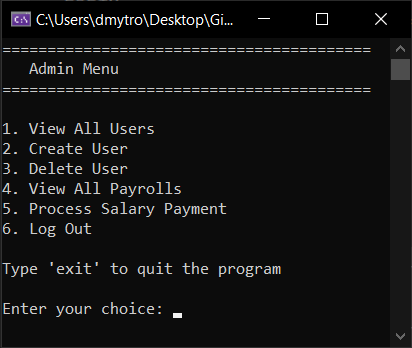 C:\Users\dmytro\Desktop\Gi...
=========================================
Admin Menu
=========================================
1. View All Users
2. Create User
3. Delete User
4. View All Payrolls
5. Process Salary Payment
6. Log Out
Type 'exit' to quit the program
Enter your choice: